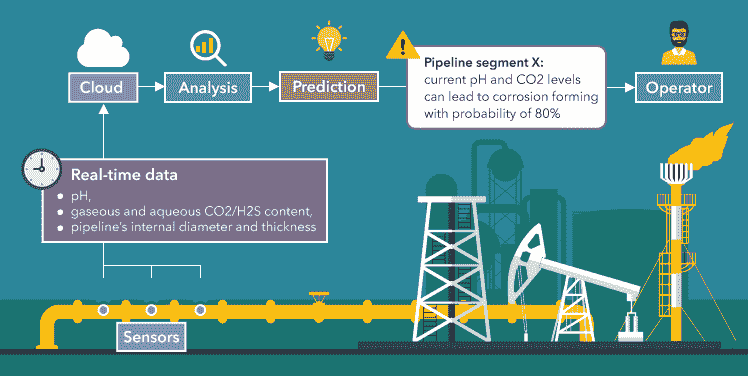 Cloud
Analysis
Prediction
Pipeline segment X:
current pH and CO2 levels
can lead to corrosion forming
with probability of 80%
Operator
Real-time data
pH,
gaseous and aqueous CO2/H2S content,
pipeline's internal diameter and thickness
Sensors